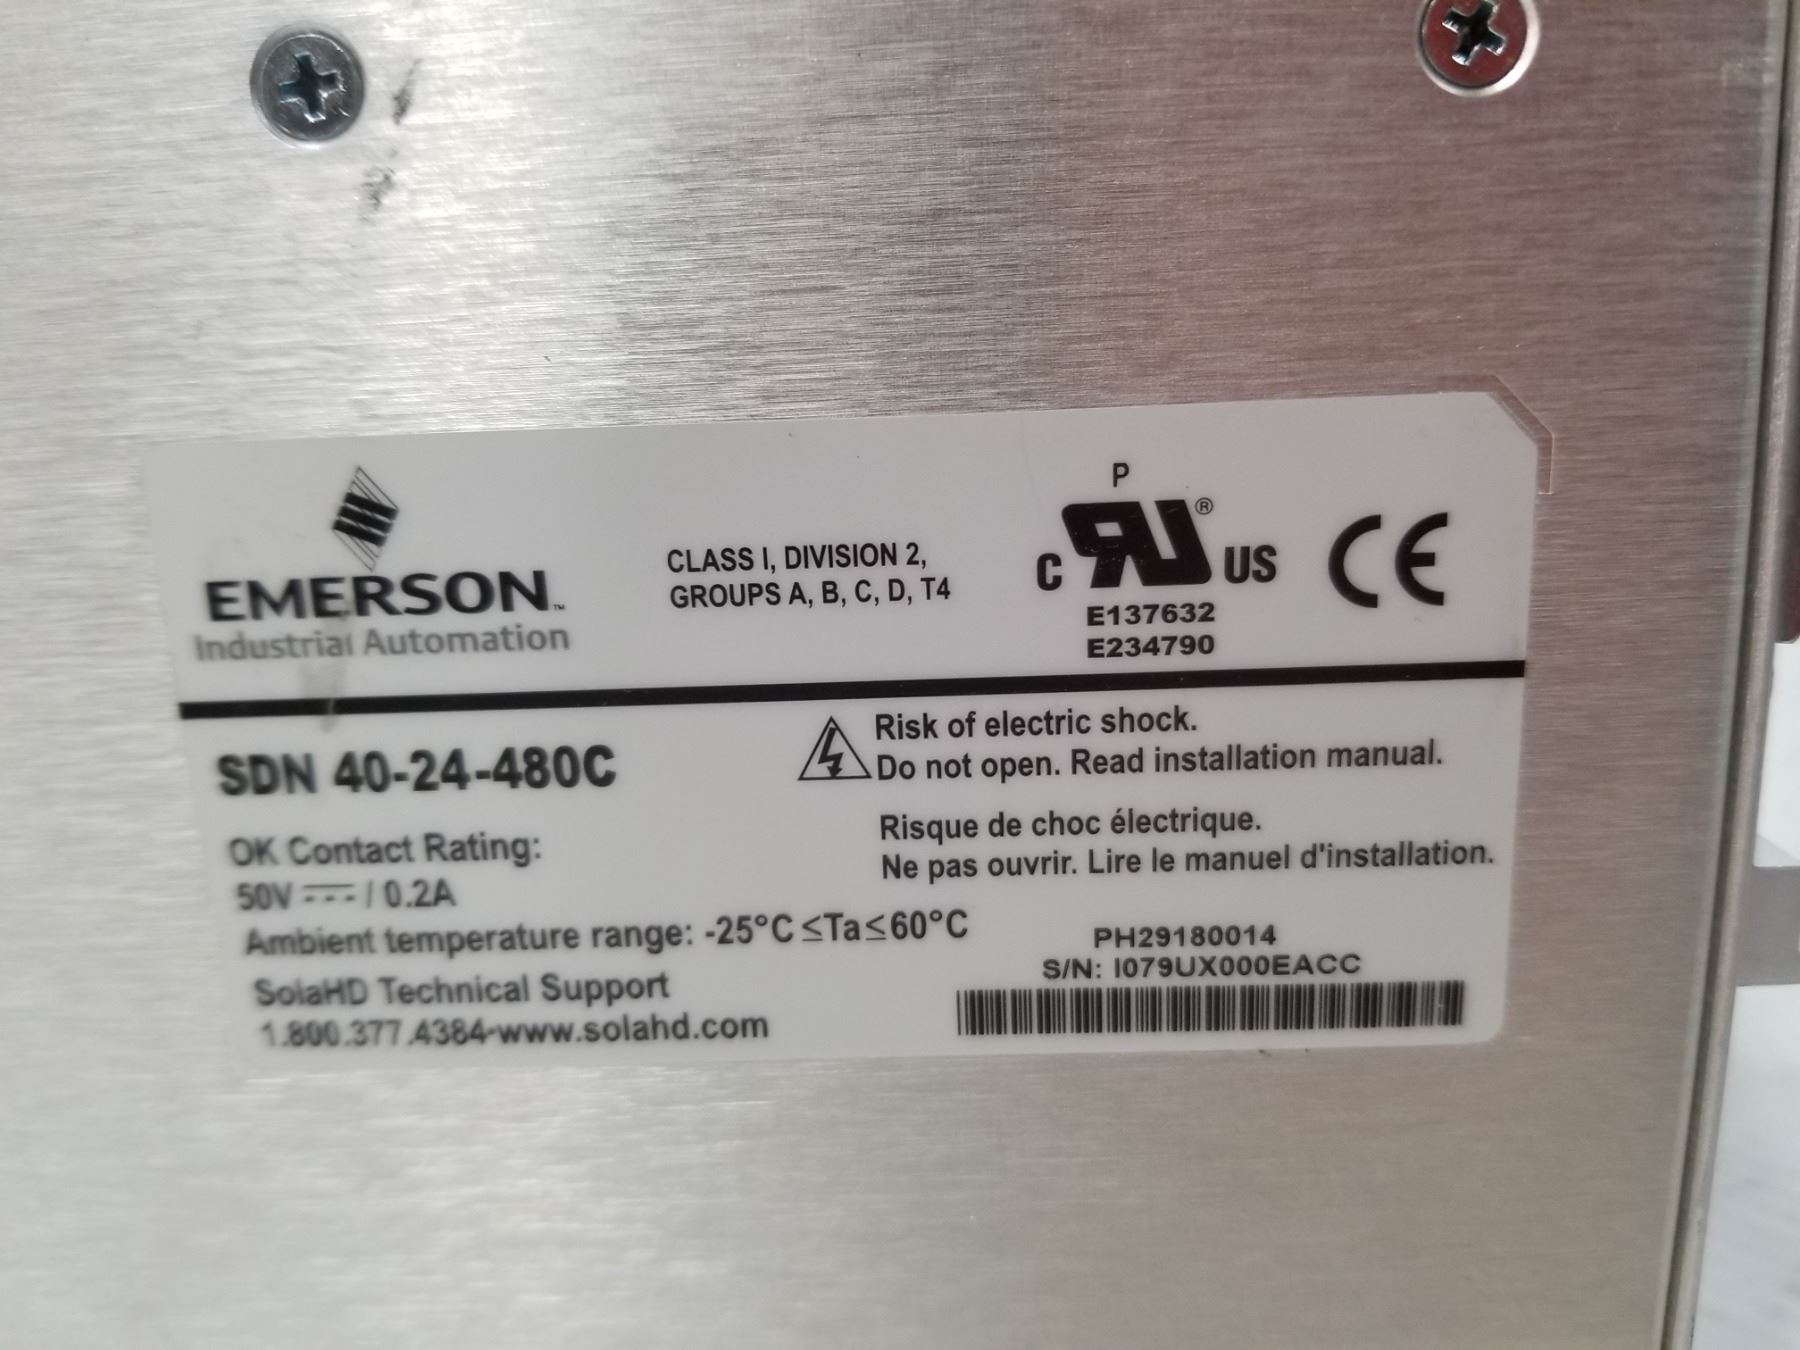 EMERSON™
Industrial Automation
CLASS I, DIVISION 2,
GROUPS A, B, C, D, T4
P
C RU® US
E137632
E234790
CE
SDN 40-24-480C
OK Contact Rating:
50V ⎓ / 0.2A
Ambient temperature range: -25°C ≤Ta≤60°C
SolaHD Technical Support
1.800.377.4384-www.solahd.com
Risk of electric shock.
Do not open. Read installation manual.
Risque de choc électrique.
Ne pas ouvrir. Lire le manuel d'installation.
PH29180014
S/N: I079UX000EACC